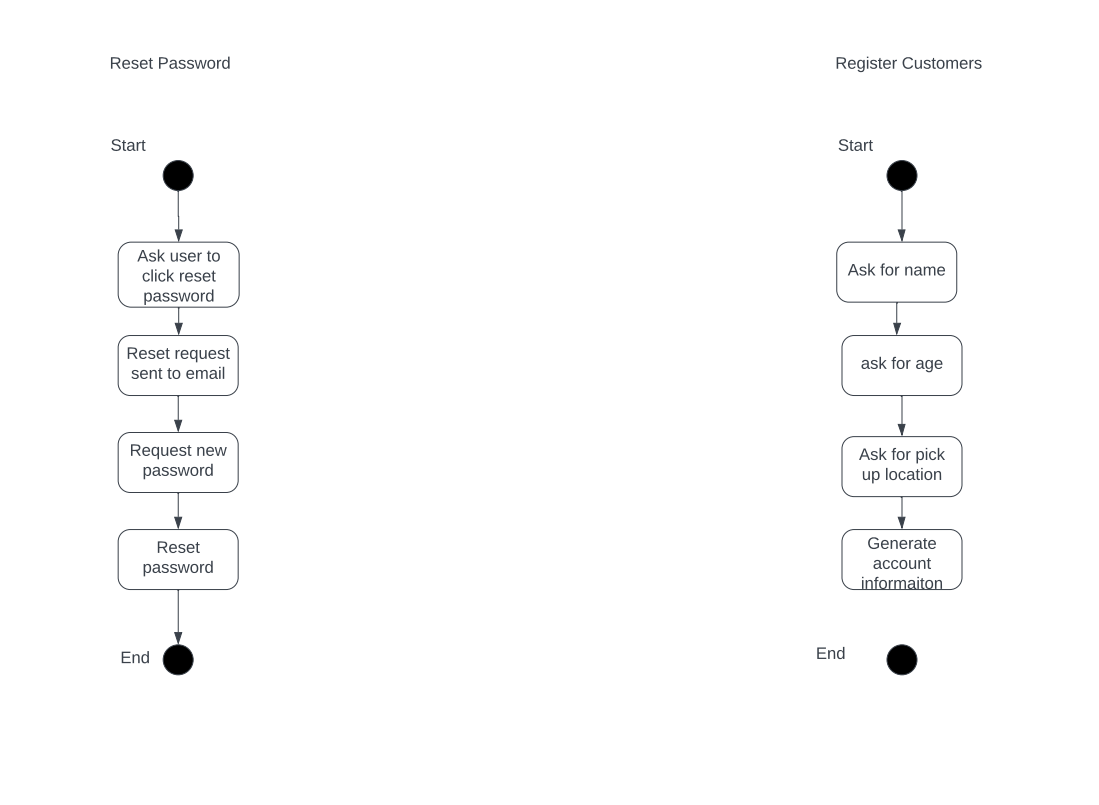 Reset Password
Start
Ask user to
click reset
password
Reset request
sent to email
Request new
password
Reset
password
End
Register Customers
Start
Ask for name
ask for age
Ask for pick
up location
Generate
account
informaiton
End